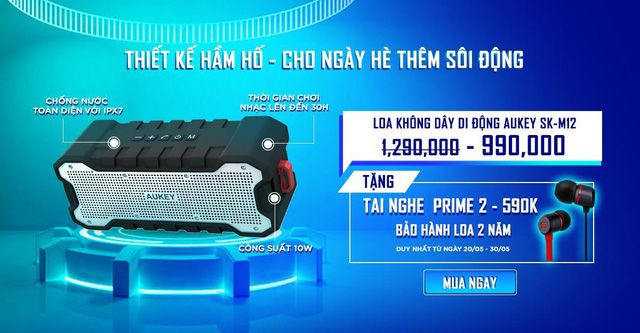 THIẾT KẾ HẦM HỐ - CHO NGÀY HÈ THÊM SÔI ĐỘNG
CHỐNG NƯỚC
TOÀN DIỆN VỚI IPX7
THỜI GIAN CHƠI
NHẠC LÊN ĐẾN 30H
AUKEY
CÔNG SUẤT 10W
LOA KHÔNG DÂY DI ĐỘNG AUKEY SK-M12
1,290,000 - 990,000
TẶNG
TAI NGHE PRIME 2 - 590K
BẢO HÀNH LOA 2 NĂM
DUY NHẤT TỪ NGÀY 20/05 - 30/05
MUA NGAY